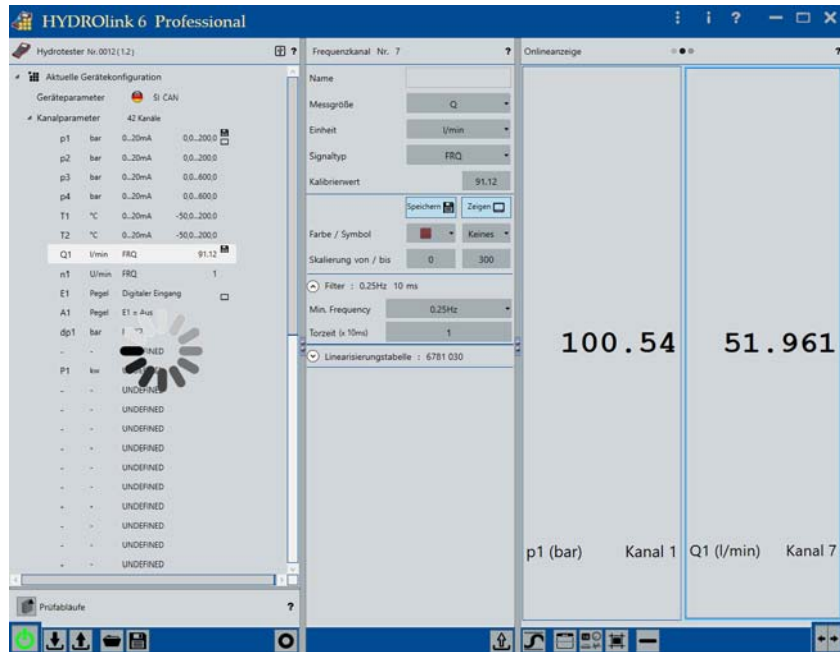 HYDROlink 6 Professional
Hydrotester Nr.0012 (1.2)
Aktuelle Gerätekonfiguration
Geräteparameter SI CAN
Kanalparameter 42 Kanäle
p1 bar 0...20mA 0,0...200,0
p2 bar 0...20mA 0,0...200,0
p3 bar 0...20mA 0,0...600,0
p4 bar 0...20mA 0,0...600,0
T1 °C 0...20mA -50,0...200,0
T2 °C 0...20mA -50,0...200,0
Q1 l/min FRQ 91.12
n1 U/min FRQ 1
E1 Pegel Digitaler Eingang
A1 Pegel E1 = Aus
dp1 bar
- -
P1 kw
- - UNDEFINED
- - UNDEFINED
- - UNDEFINED
- - UNDEFINED
- - UNDEFINED
- - UNDEFINED
- - UNDEFINED
- - UNDEFINED
- - UNDEFINED
- - UNDEFINED
Prüfabläufe ?
Frequenzkanal Nr. 7 ?
Name
Messgröße Q
Einheit l/min
Signaltyp FRQ
Kalibrierwert 91.12
Speichern Zeigen
Farbe / Symbol Keines
Skalierung von / bis 0 300
Filter : 0.25Hz 10 ms
Min. Frequency 0.25Hz
Torzeit (x 10ms) 1
Linearisierungstabelle : 6781 030
Onlineanzeige ?
100.54
p1 (bar) Kanal 1
51.961
Q1 (l/min) Kanal 7